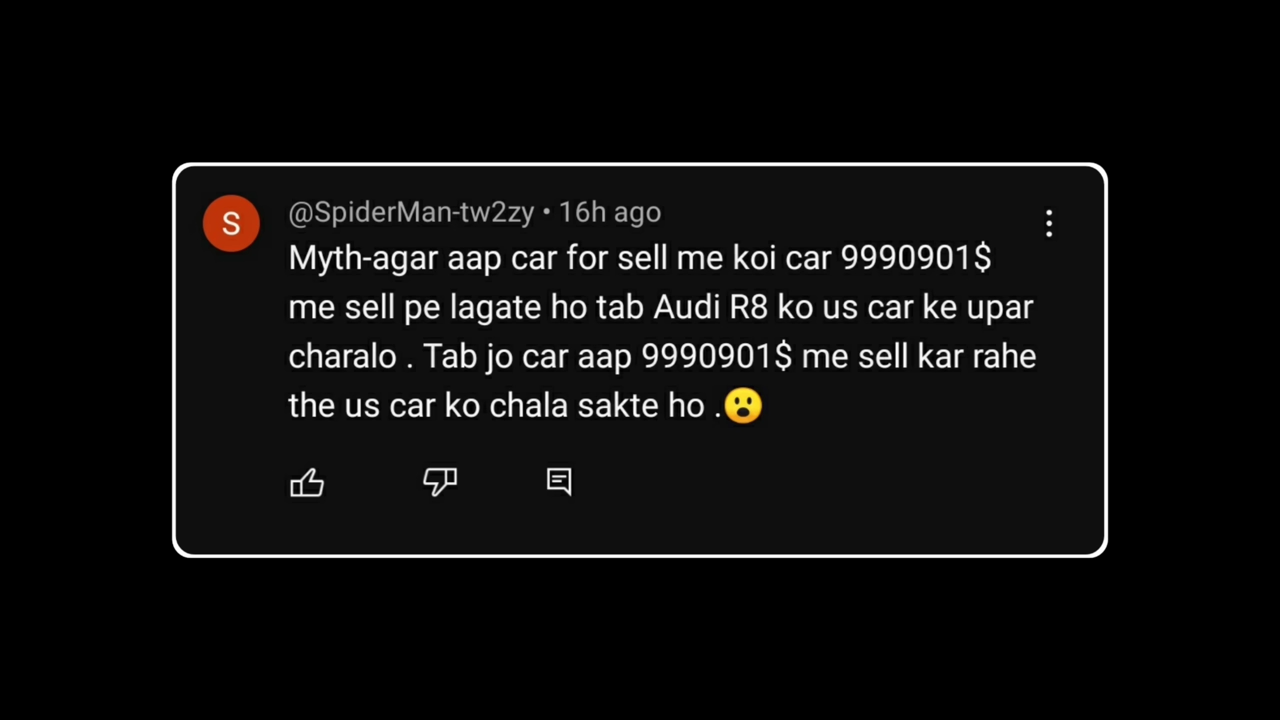 S
@SpiderMan-tw2zy • 16h ago
Myth-agar aap car for sell me koi car 9990901$
me sell pe lagate ho tab Audi R8 ko us car ke upar
charalo . Tab jo car aap 9990901$ me sell kar rahe
the us car ko chala sakte ho .😮